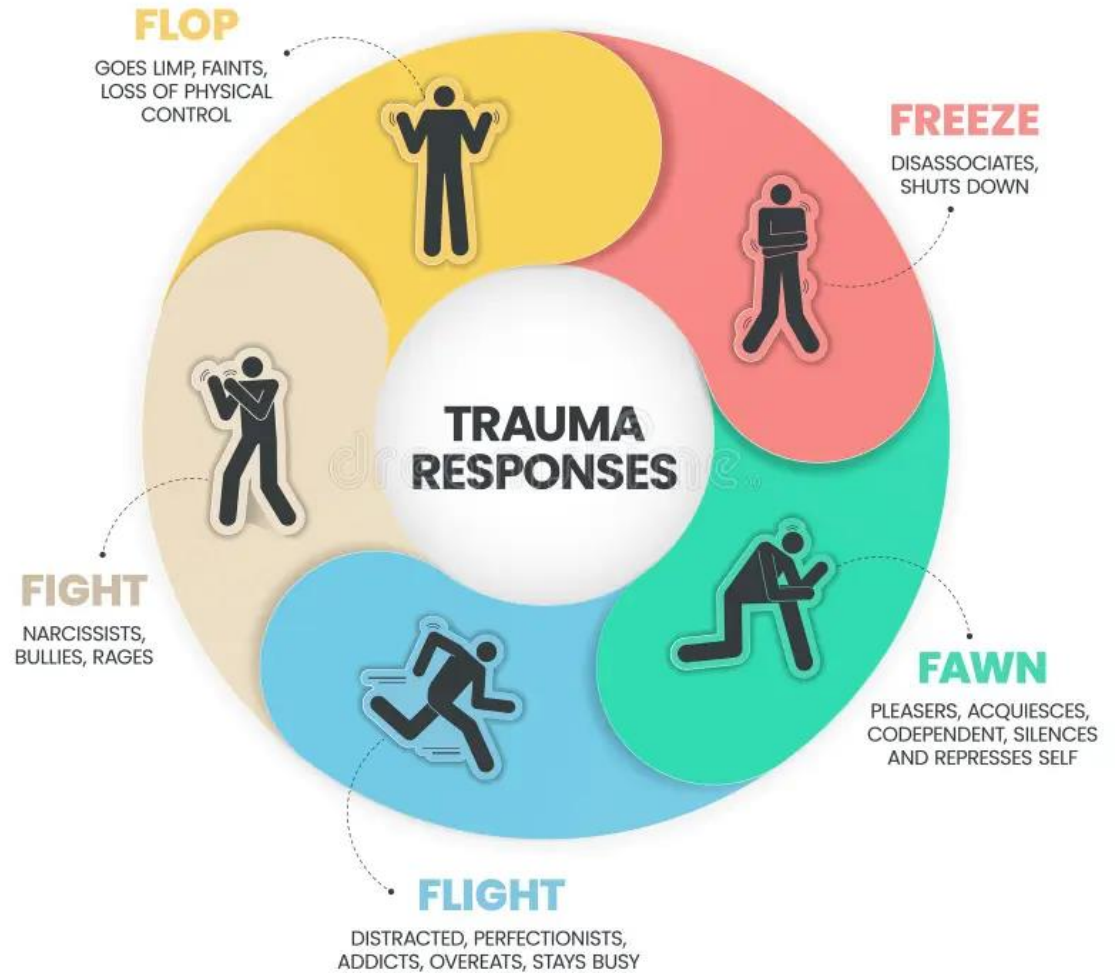 FLOP
GOES LIMP, FAINTS,
LOSS OF PHYSICAL
CONTROL
FREEZE
DISASSOCIATES,
SHUTS DOWN
TRAUMA
RESPONSES
FIGHT
NARCISSISTS,
BULLIES, RAGES
FAWN
PLEASERS, ACQUIESCES,
CODEPENDENT, SILENCES
AND REPRESSES SELF
FLIGHT
DISTRACTED, PERFECTIONISTS,
ADDICTS, OVEREATS, STAYS BUSY